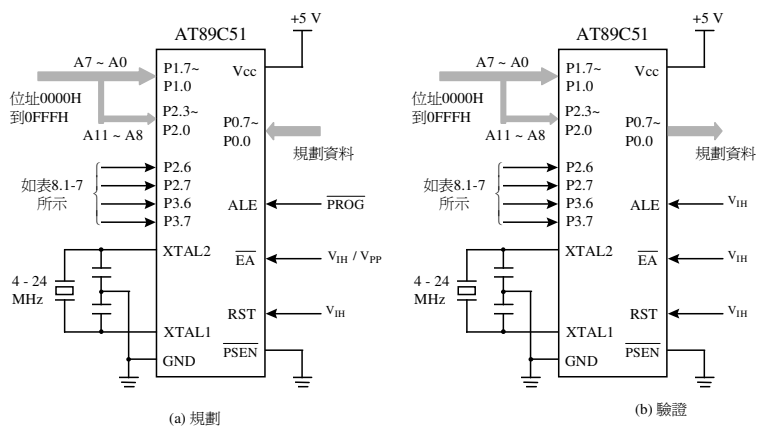 +5 V
AT89C51
A7 ~ A0
P1.7~
P1.0
Vcc
位址0000H
到0FFFH
P2.3~
P2.0
A11 ~ A8
P0.7~
P0.0
規劃資料
如表8.1-7
所示
P2.6
P2.7
P3.6
P3.7
ALE
PROG
XTAL2
EA
VIH / VPP
4 - 24
MHz
RST
VIH
XTAL1
GND
PSEN
(a) 規劃
+5 V
AT89C51
A7 ~ A0
P1.7~
P1.0
Vcc
位址0000H
到0FFFH
P2.3~
P2.0
A11 ~ A8
P0.7~
P0.0
規劃資料
如表8.1-7
所示
P2.6
P2.7
P3.6
P3.7
ALE
VIH
XTAL2
EA
VIH
4 - 24
MHz
RST
VIH
XTAL1
GND
PSEN
(b) 驗證